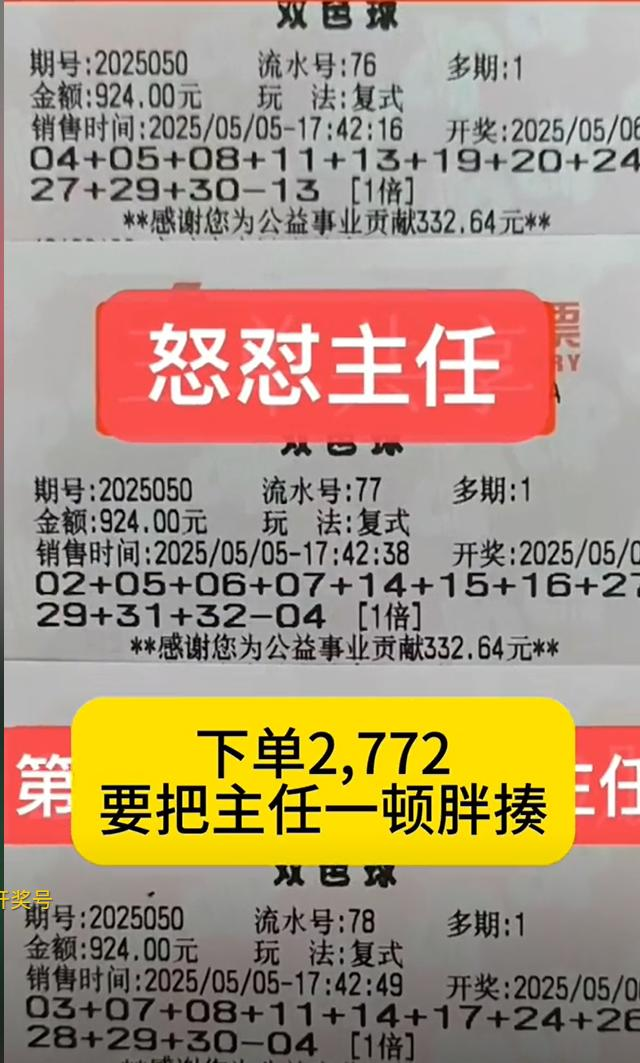 双色球
期号:2025050 流水号:76 多期:1
金额:924.00元 玩 法:复式
销售时间:2025/05/05-17:42:16 开奖:2025/05/06
04+05+08+11+13+19+20+24
27+29+30-13 [1倍]
**感谢您为公益事业贡献332.64元**
票
RY
怒怼主任
双色球
期号:2025050 流水号:77 多期:1
金额:924.00元 玩 法:复式
销售时间:2025/05/05-17:42:38 开奖:2025/05/0
02+05+06+07+14+15+16+27
29+31+32-04 [1倍]
**感谢您为公益事业贡献332.64元**
第 主任
下单2,772
要把主任一顿胖揍
双色球
开奖号
期号:2025050 流水号:78 多期:1
金额:924.00元 玩 法:复式
销售时间:2025/05/05-17:42:49 开奖:2025/05/0
03+07+08+11+14+17+24+26
28+29+30-04 [1倍]